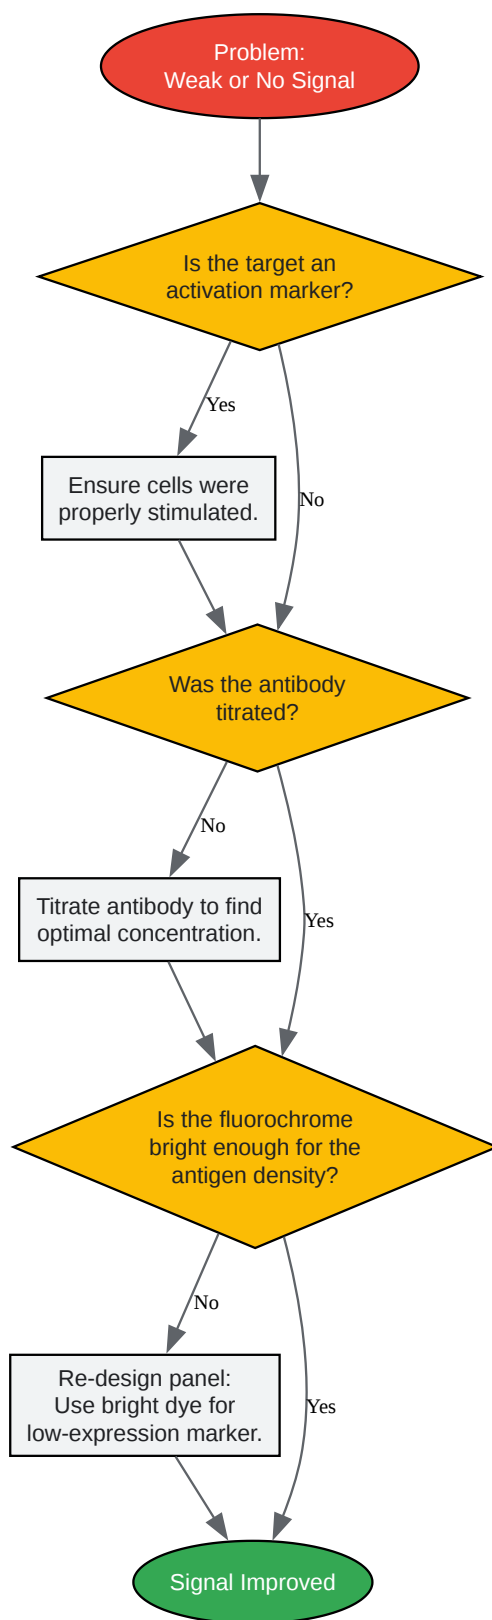 Problem:
Weak or No Signal
Is the target an
activation marker?
Yes
Ensure cells were
properly stimulated.
No
Was the antibody
titrated?
No
Titrate antibody to find
optimal concentration.
Yes
Is the fluorochrome
bright enough for the
antigen density?
No
Re-design panel:
Use bright dye for
low-expression marker.
Yes
Signal Improved